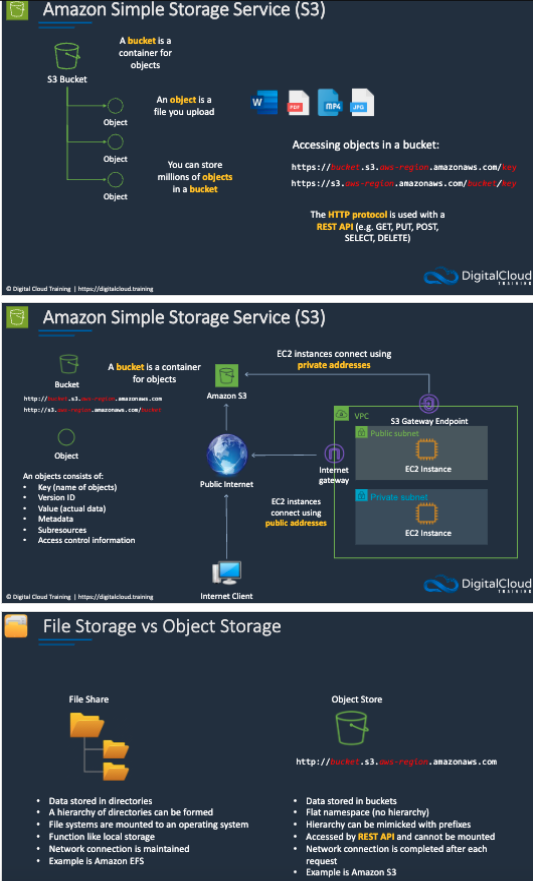 Amazon Simple Storage Service (S3)
A bucket is a
container for
objects
S3 Bucket
Object
Object
Object
An object is a
file you upload
You can store
millions of objects
in a bucket
W
PDF
MP4
JPG
Accessing objects in a bucket:
https://bucket.s3.aws-region.amazonaws.com/key
https://s3.aws-region.amazonaws.com/bucket/key
The HTTP protocol is used with a
REST API (e.g. GET, PUT, POST,
SELECT, DELETE)
© Digital Cloud Training | https://digitalcloud.training
DigitalCloud
TRAINING
Amazon Simple Storage Service (S3)
Bucket
A bucket is a container
for objects
http://bucket.s3.aws-region.amazonaws.com
http://s3.aws-region.amazonaws.com/bucket
Object
An objects consists of:
• Key (name of objects)
• Version ID
• Value (actual data)
• Metadata
• Subresources
• Access control information
Amazon S3
EC2 instances connect using
private addresses
Public Internet
EC2 instances
connect using
public addresses
Internet Client
Internet
gateway
S3 Gateway Endpoint
VPC
Public subnet
EC2 Instance
Private subnet
EC2 Instance
© Digital Cloud Training | https://digitalcloud.training
DigitalCloud
TRAINING
File Storage vs Object Storage
File Share
• Data stored in directories
• A hierarchy of directories can be formed
• File systems are mounted to an operating system
• Function like local storage
• Network connection is maintained
• Example is Amazon EFS
Object Store
http://bucket.s3.aws-region.amazonaws.com
• Data stored in buckets
• Flat namespace (no hierarchy)
• Hierarchy can be mimicked with prefixes
• Accessed by REST API and cannot be mounted
• Network connection is completed after each
request
• Example is Amazon S3